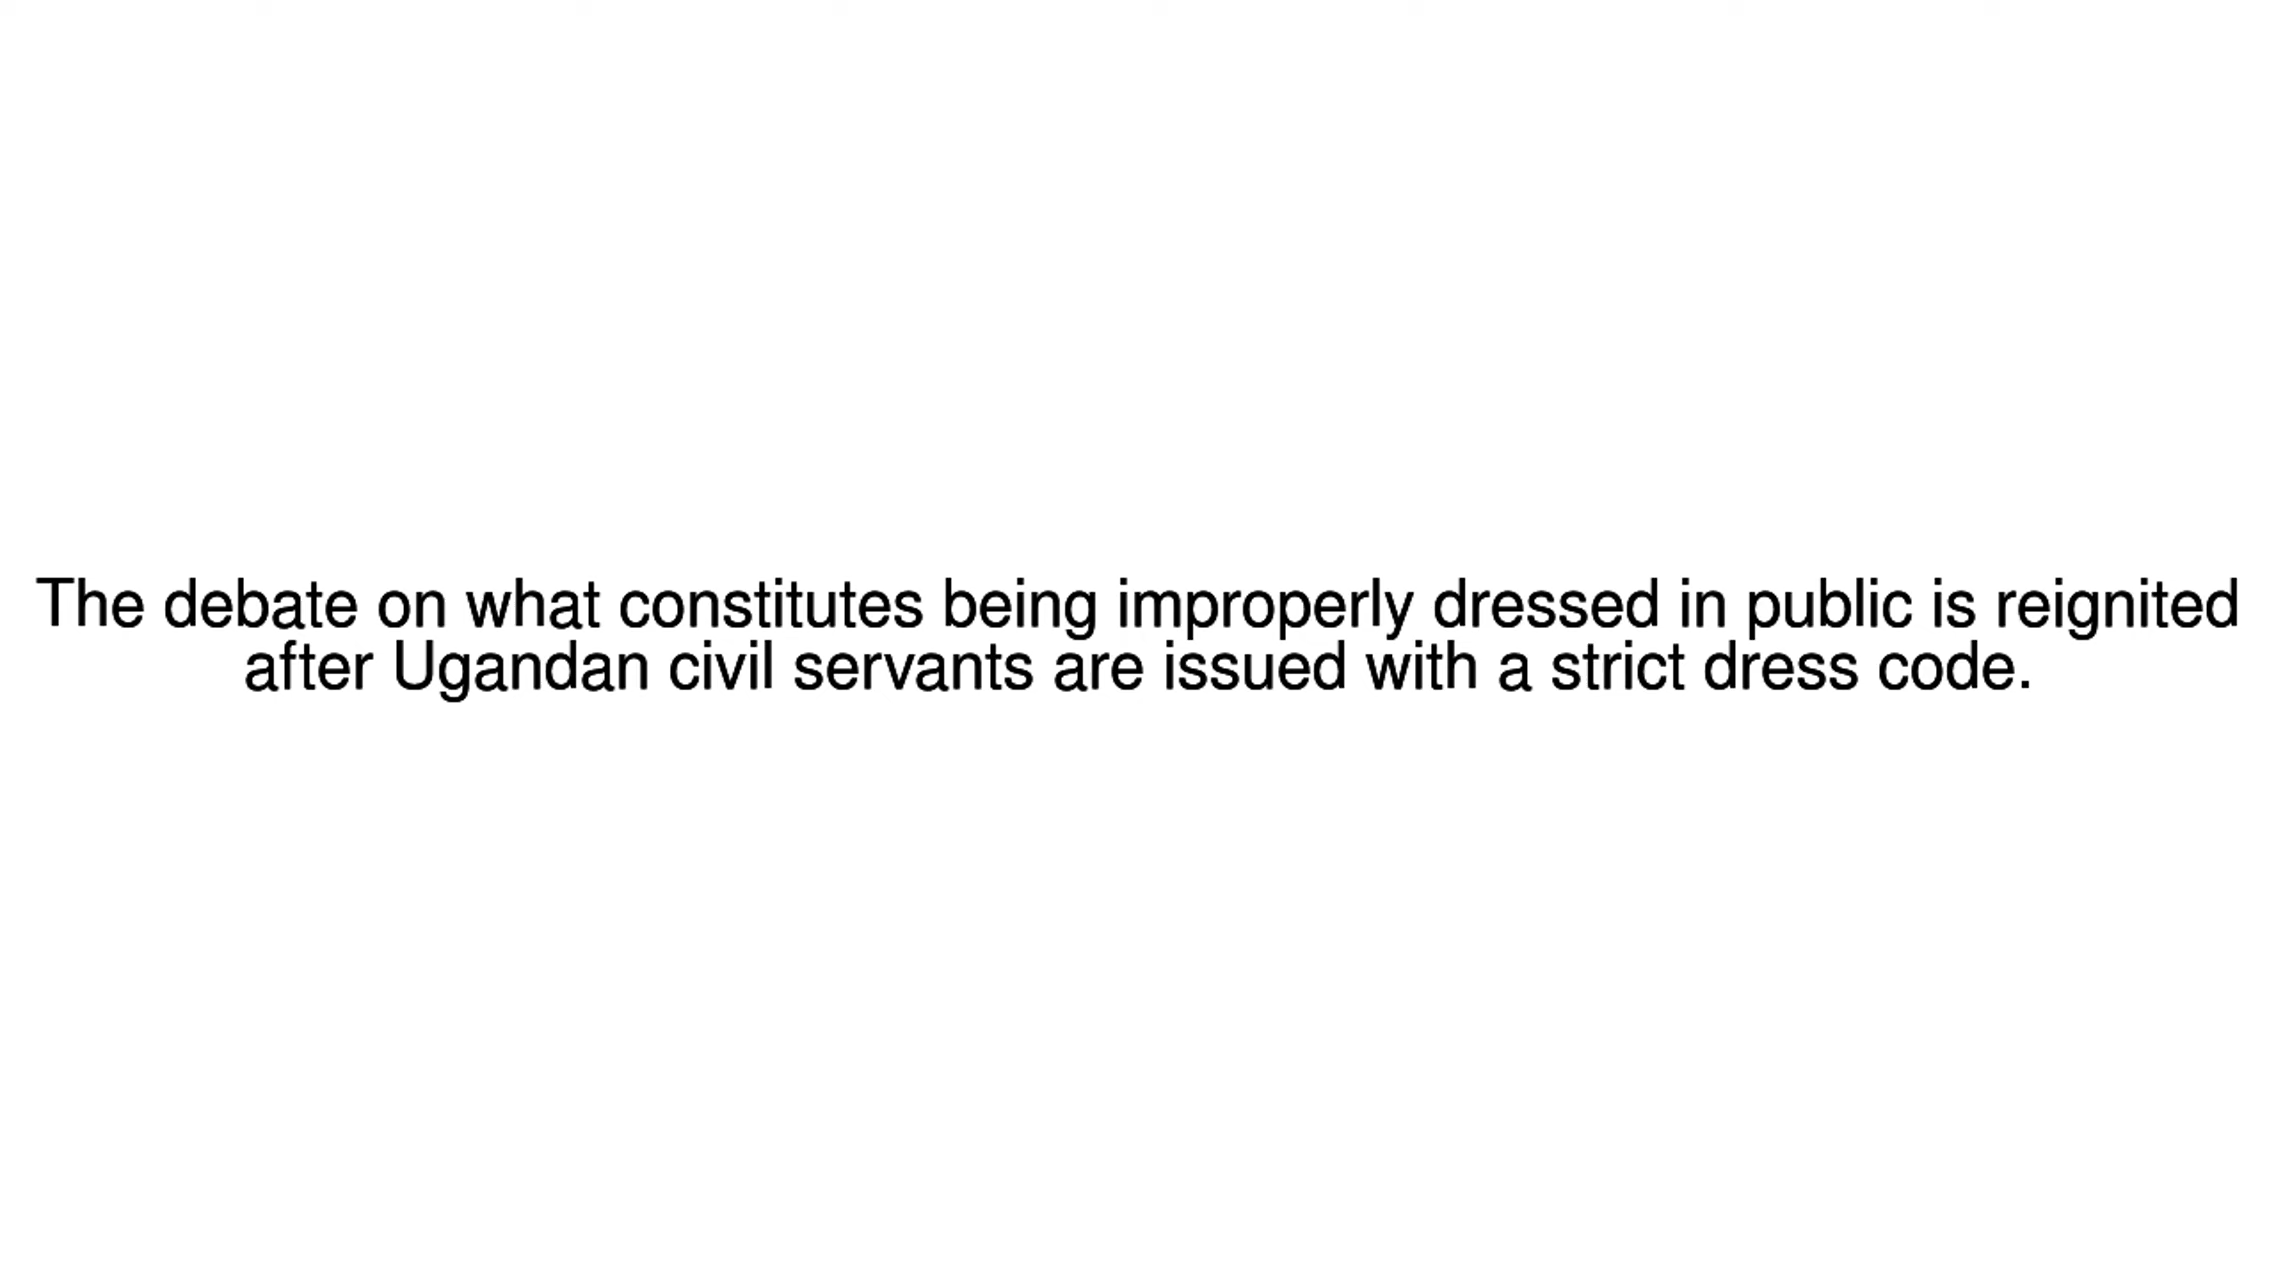 The debate on what constitutes being improperly dressed in public is reignited
after Ugandan civil servants are issued with a strict dress code.